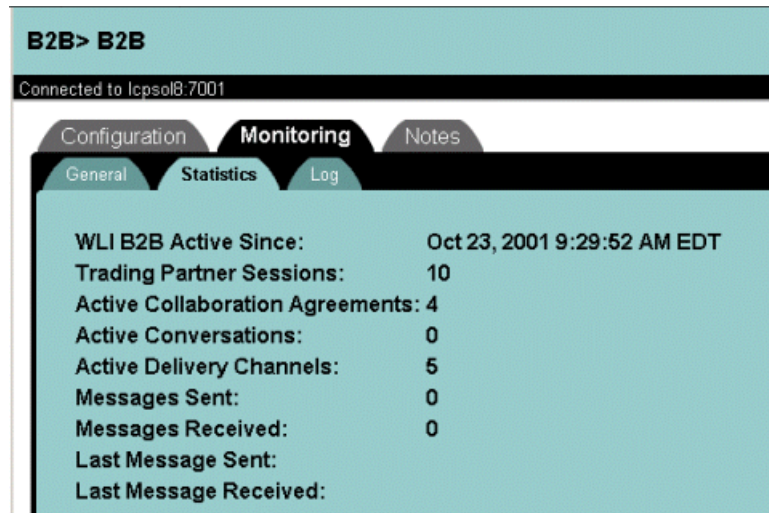 B2B> B2B
Connected to lcpsol8:7001
Configuration Monitoring Notes
General Statistics Log
WLI B2B Active Since: Oct 23, 2001 9:29:52 AM EDT
Trading Partner Sessions: 10
Active Collaboration Agreements: 4
Active Conversations: 0
Active Delivery Channels: 5
Messages Sent: 0
Messages Received: 0
Last Message Sent:
Last Message Received: